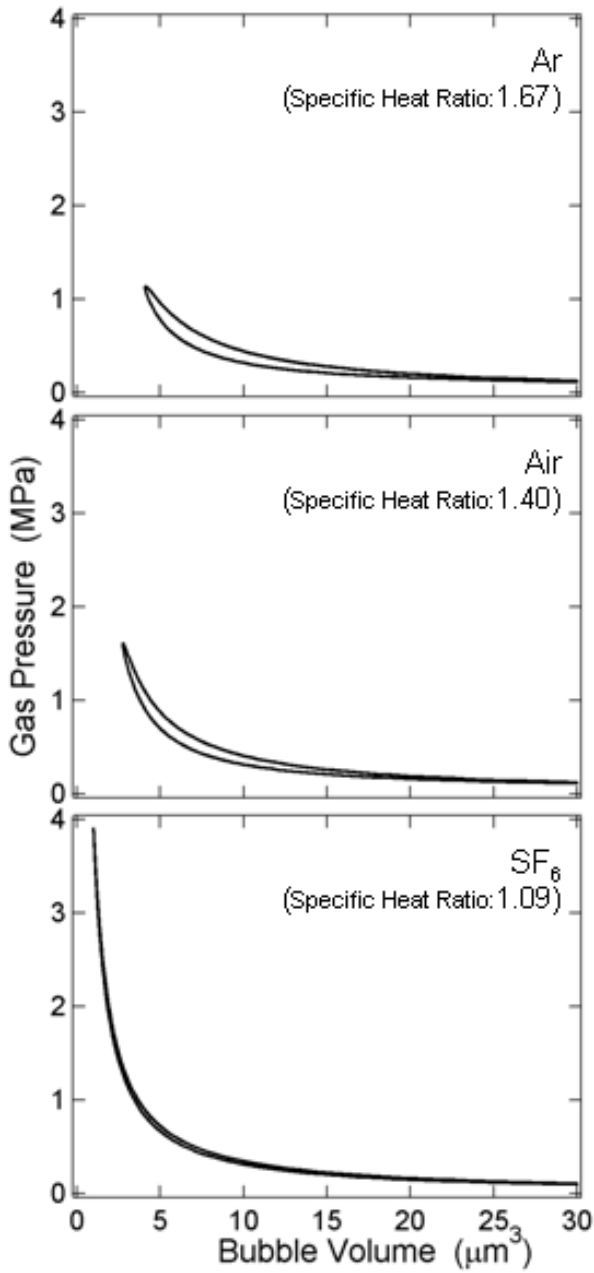 4
Ar
(Specific Heat Ratio:1.67)
3
2
1
0
4
Air
(Specific Heat Ratio:1.40)
3
2
1
0
Gas Pressure (MPa)
4
SF6
(Specific Heat Ratio:1.09)
3
2
1
0
0 5 10 15 20 25 30
Bubble Volume (μm3)